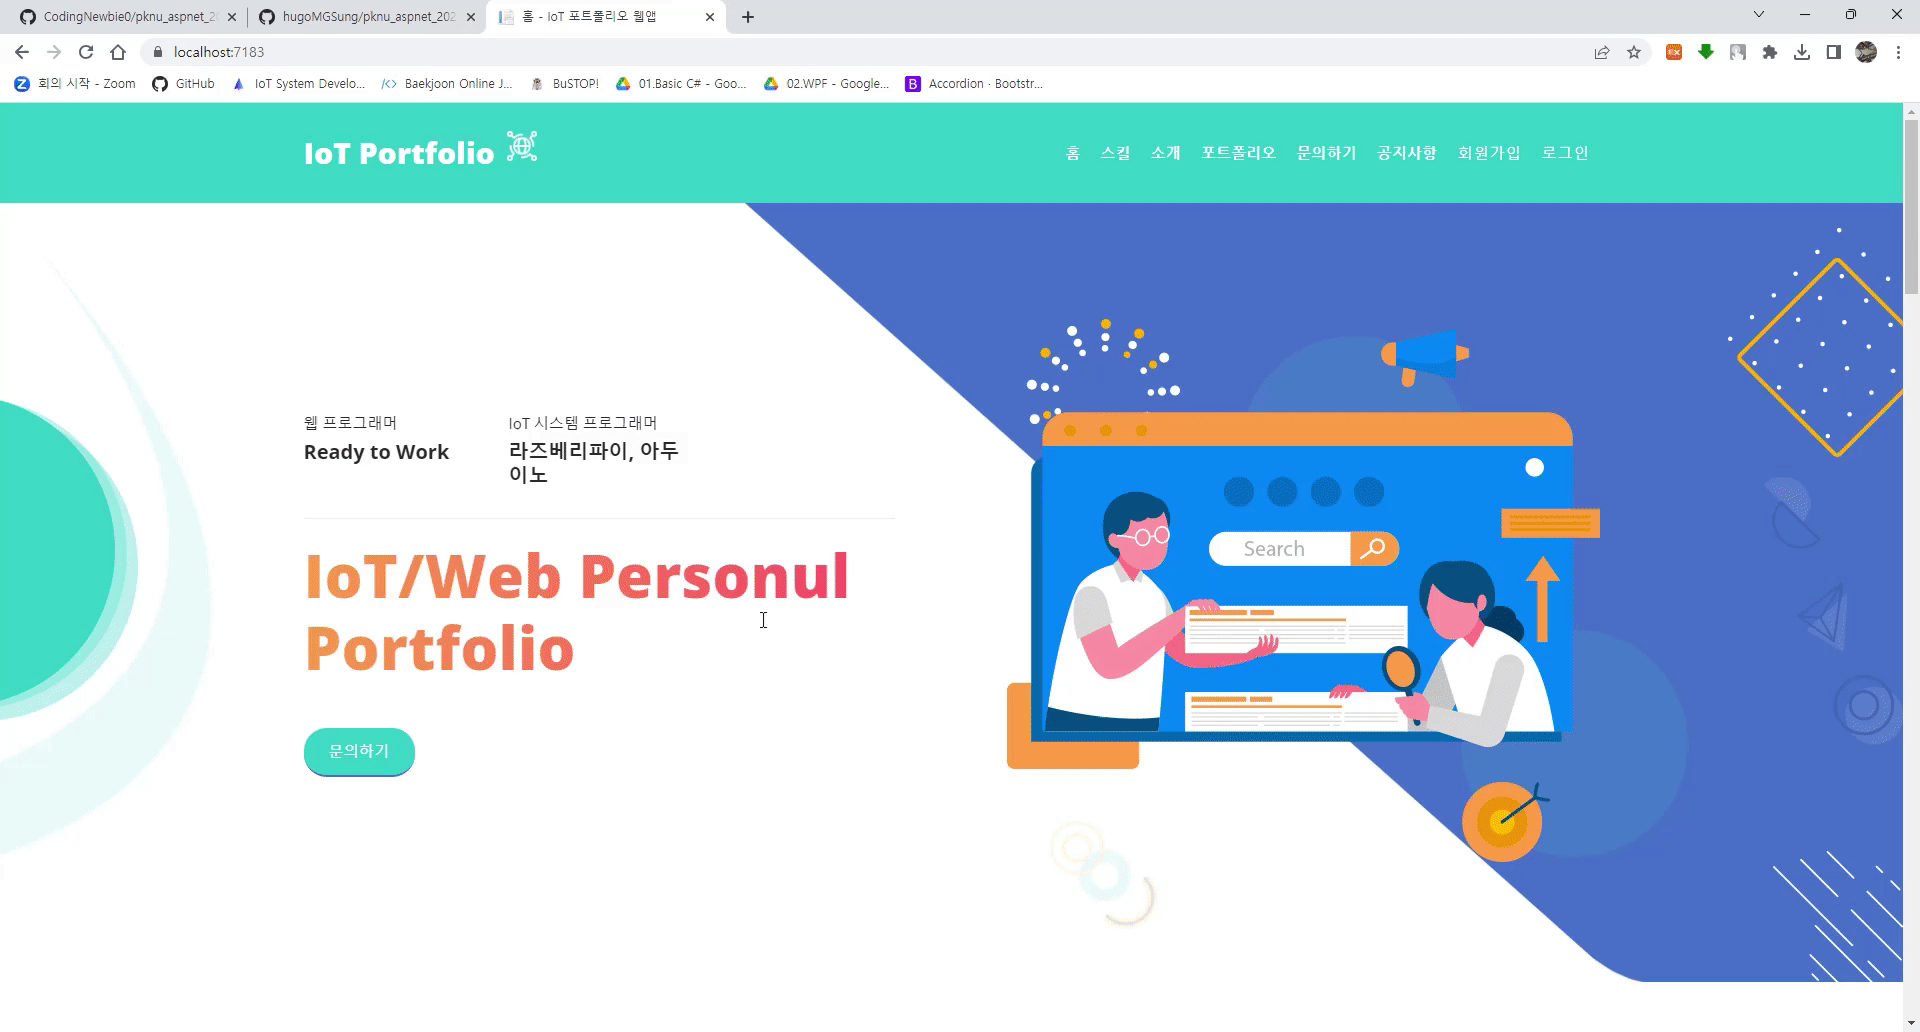 CodingNewbie0/pknu_aspnet_2
hugoMGSung/pknu_aspnet_202
홈 - IoT 포트폴리오 웹앱
localhost:7183
회의 시작 - Zoom
GitHub
IoT System Develo...
Baekjoon Online J...
BuSTOP!
01.Basic C# - Goo...
02.WPF - Google...
B
Accordion · Bootstr...
IoT Portfolio
홈
스킬
소개
포트폴리오
문의하기
공지사항
회원가입
로그인
웹 프로그래머
Ready to Work
IoT 시스템 프로그래머
라즈베리파이, 아두
이노
IoT/Web Personul
Portfolio
문의하기
Search